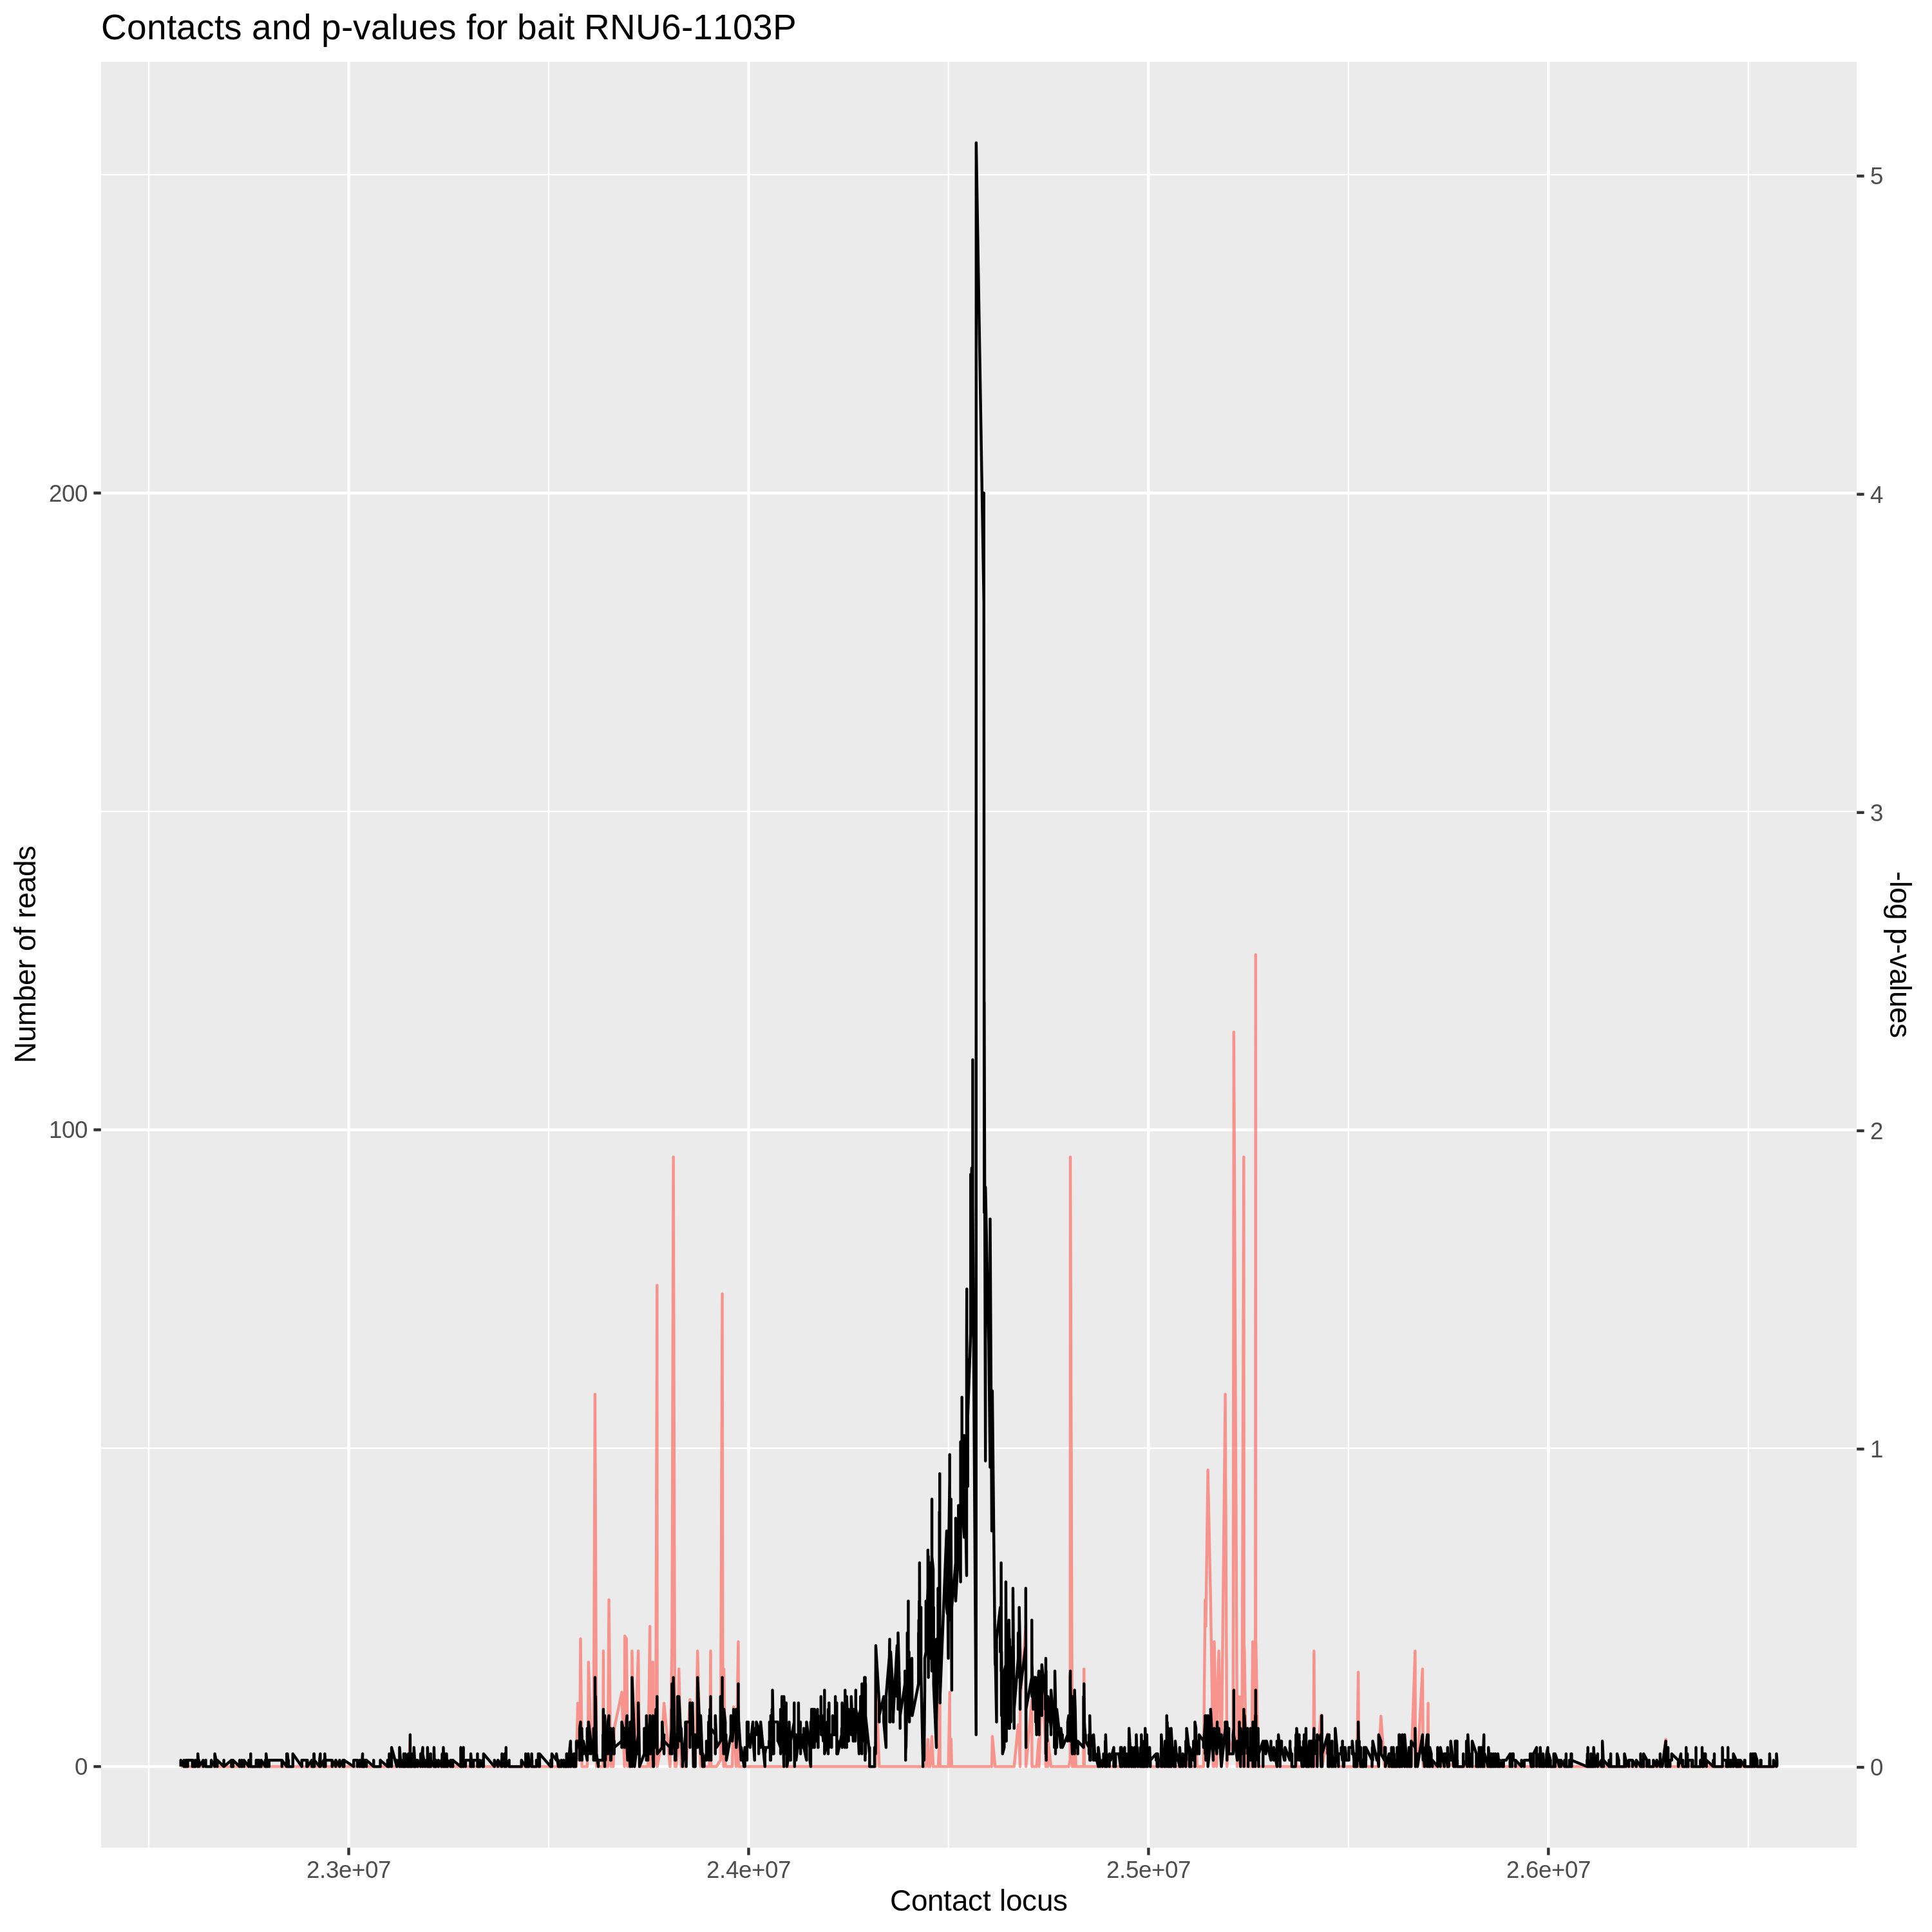 Contacts and p-values for bait RNU6-1103P
Number of reads
200
100
0
5
4
3
2
1
0
-log p-values
2.3e+07
2.4e+07
2.5e+07
2.6e+07
Contact locus